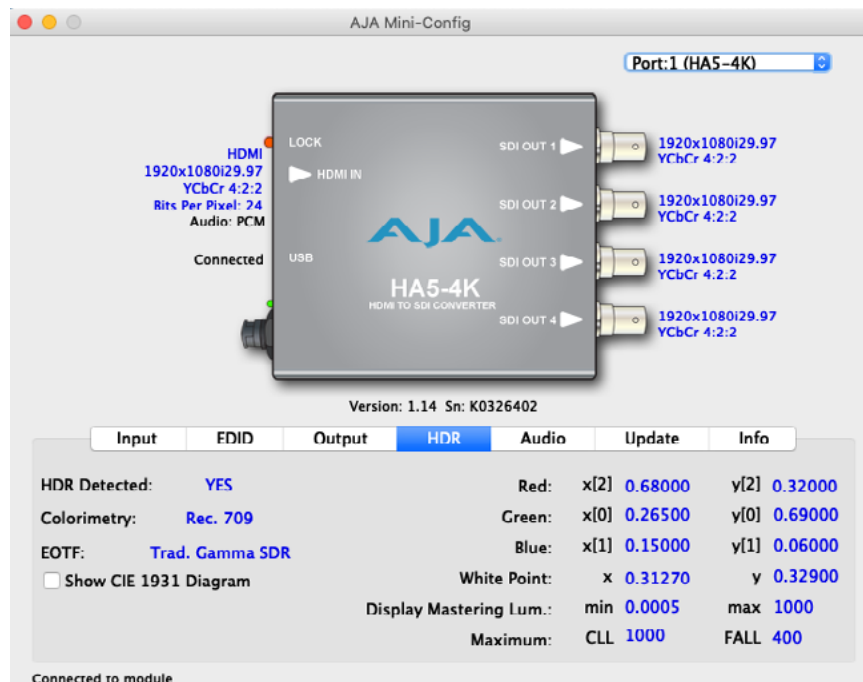 AJA Mini-Config
Port:1 (HA5-4K)
HDMI
1920x1080i29.97
YCbCr 4:2:2
Bits Per Pixel: 24
Audio: PCM
Connected
LOCK
HDMI IN
USB
AJA
HA5-4K
HDMI TO SDI CONVERTER
SDI OUT 1
SDI OUT 2
SDI OUT 3
SDI OUT 4
1920x1080i29.97
YCbCr 4:2:2
1920x1080i29.97
YCbCr 4:2:2
1920x1080i29.97
YCbCr 4:2:2
1920x1080i29.97
YCbCr 4:2:2
Version: 1.14 Sn: K0326402
Input EDID Output HDR Audio Update Info
HDR Detected: YES
Colorimetry: Rec. 709
EOTF: Trad. Gamma SDR
Show CIE 1931 Diagram
Red: x[2] 0.68000 y[2] 0.32000
Green: x[0] 0.26500 y[0] 0.69000
Blue: x[1] 0.15000 y[1] 0.06000
White Point: x 0.31270 y 0.32900
Display Mastering Lum.: min 0.0005 max 1000
Maximum: CLL 1000 FALL 400
Connected to module